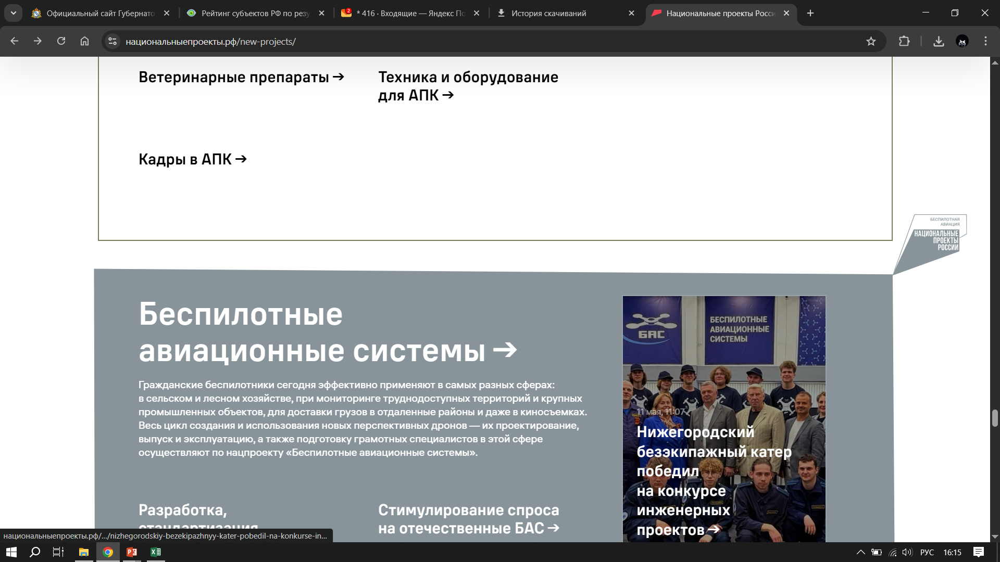 Официальный сайт Губернато
Рейтинг субъектов РФ по резу
2
* 416 · Входящие — Яндекс По
История скачиваний
Национальные проекты Росси
национальныепроекты.рф/new-projects/
Ветеринарные препараты →
Техника и оборудование
для АПК →
Кадры в АПК →
БЕСПИЛОТНАЯ
АВИАЦИЯ
НАЦИОНАЛЬНЫЕ
ПРОЕКТЫ
РОССИИ
Беспилотные
авиационные системы →
Гражданские беспилотники сегодня эффективно применяют в самых разных сферах:
в сельском и лесном хозяйстве, при мониторинге труднодоступных территорий и крупных
промышленных объектов, для доставки грузов в отдаленные районы и даже в киносъемках.
Весь цикл создания и использования новых перспективных дронов — их проектирование,
выпуск и эксплуатацию, а также подготовку грамотных специалистов в этой сфере
осуществляют по нацпроекту «Беспилотные авиационные системы».
БАС
БЕСПИЛОТНЫЕ
АВИАЦИОННЫЕ
СИСТЕМЫ
11 мая, 11:07
Нижегородский
безэкипажный катер
победил
на конкурсе
инженерных
проектов →
Разработка,
стандартизация
Стимулирование спроса
на отечественные БАС →
национальныепроекты.рф/.../nizhegorodskiy-bezekipazhnyy-kater-pobedil-na-konkurse-in...
РУС
16:15